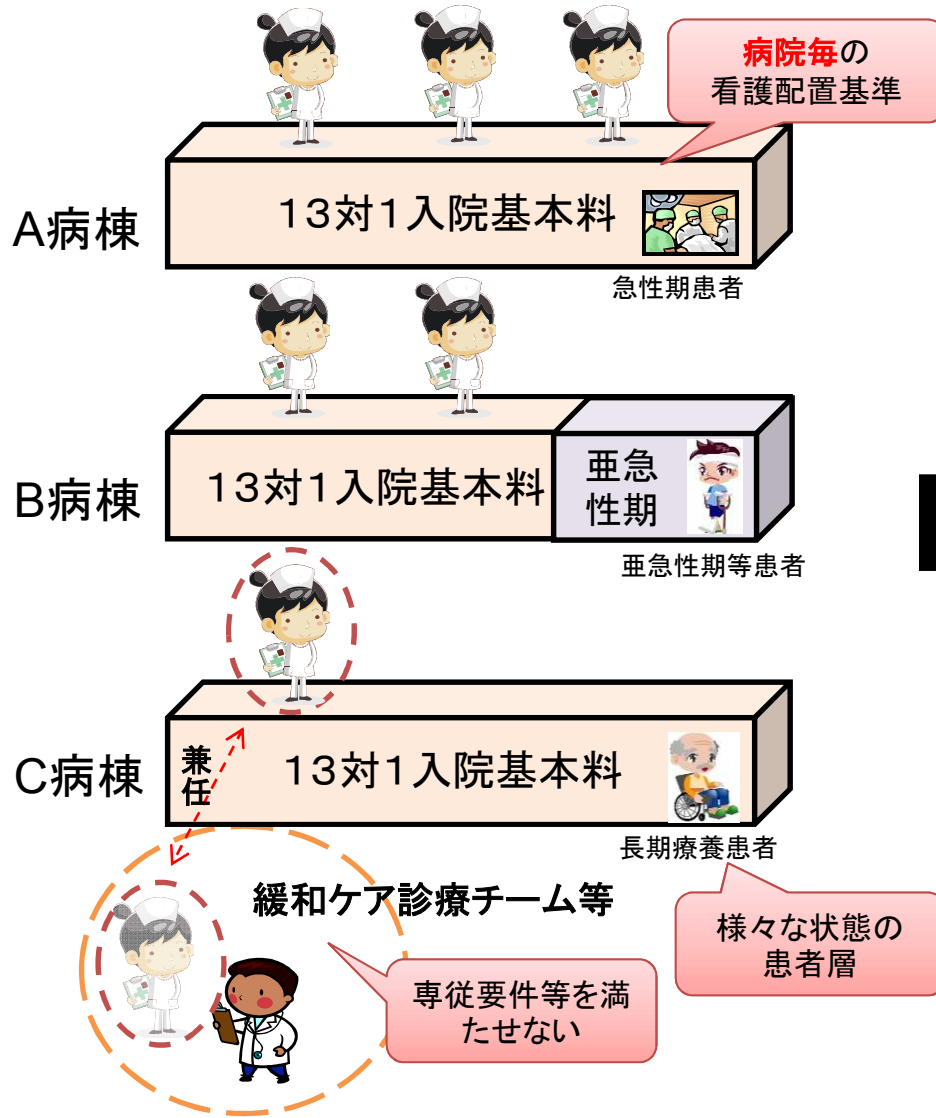 病院毎の
看護配置基準
A病棟
13対1入院基本料
急性期患者
B病棟
13対1入院基本料
亜急
性期
亜急性期等患者
C病棟
兼
任
13対1入院基本料
長期療養患者
緩和ケア診療チーム等
様々な状態の
患者層
専従要件等を満
たせない